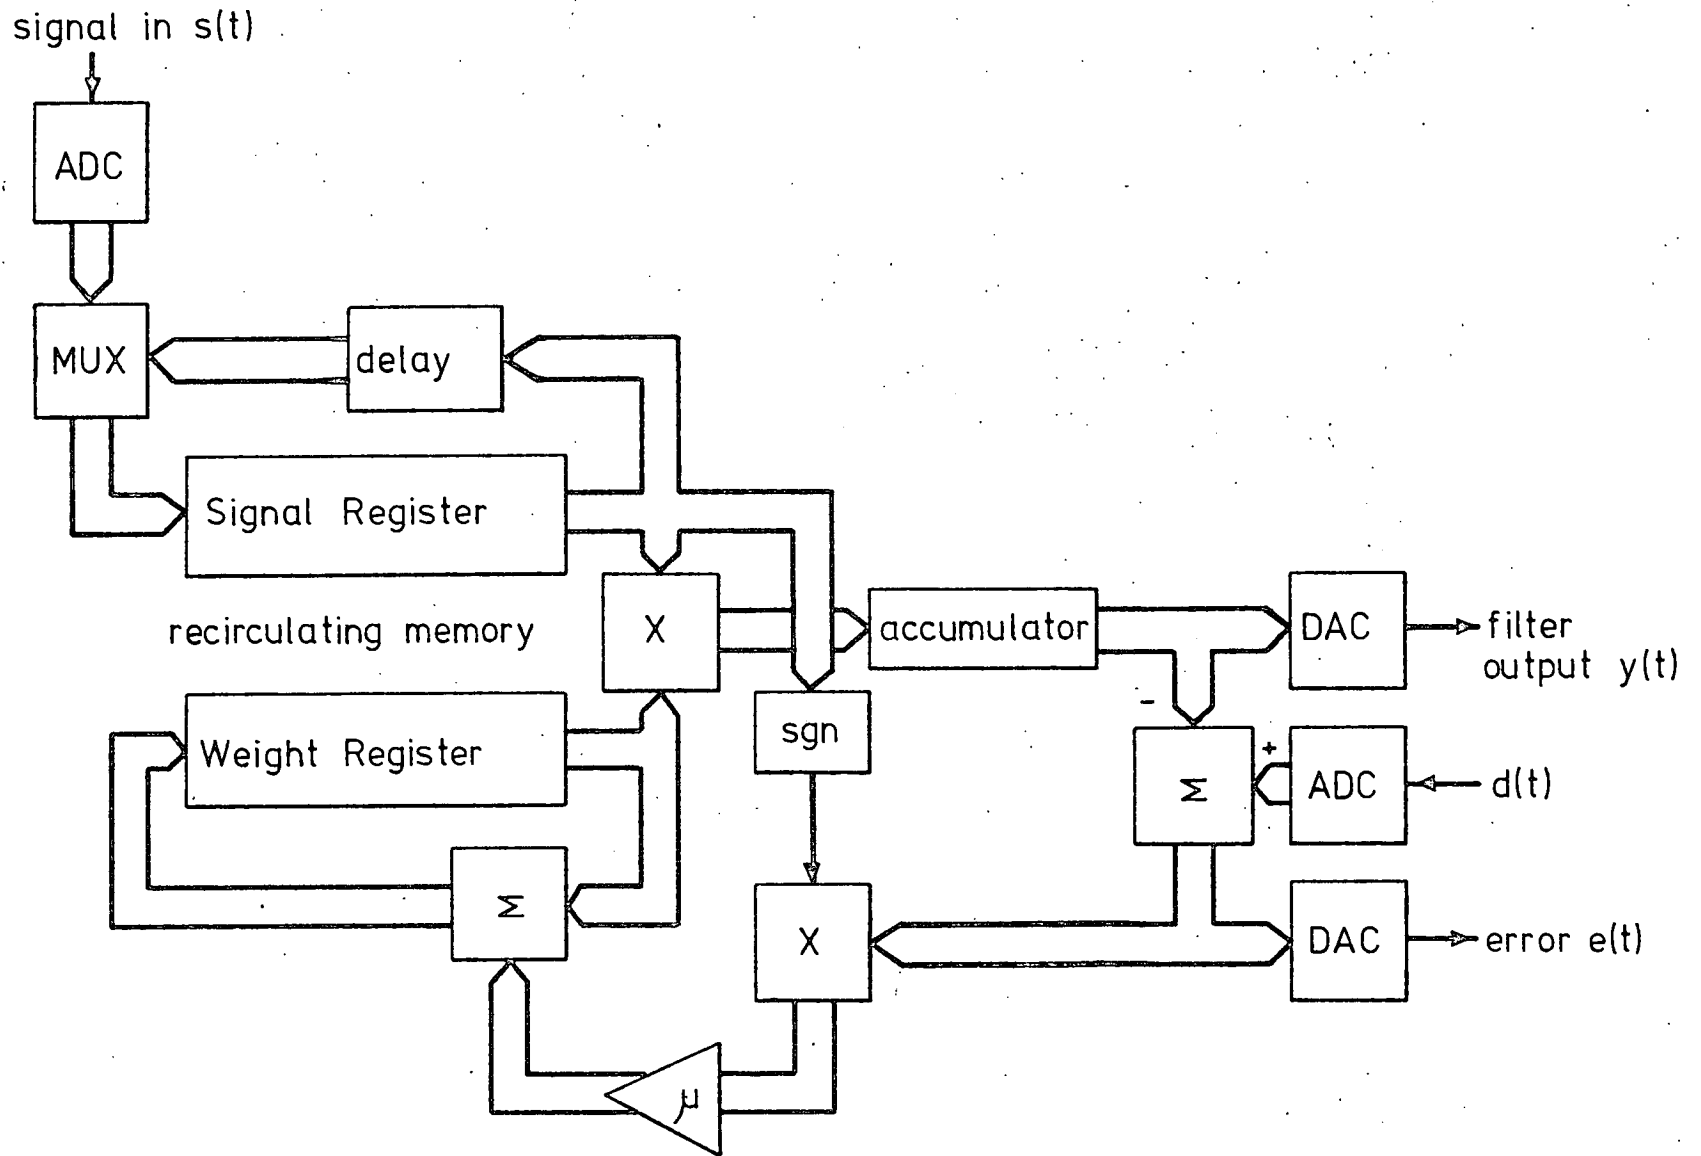 signal in s(t)
ADC
MUX
delay
Signal Register
recirculating memory
X
accumulator
DAC
filter
output y(t)
-
sgn
Weight Register
Σ
+
ADC
d(t)
Σ
X
DAC
error e(t)
μ